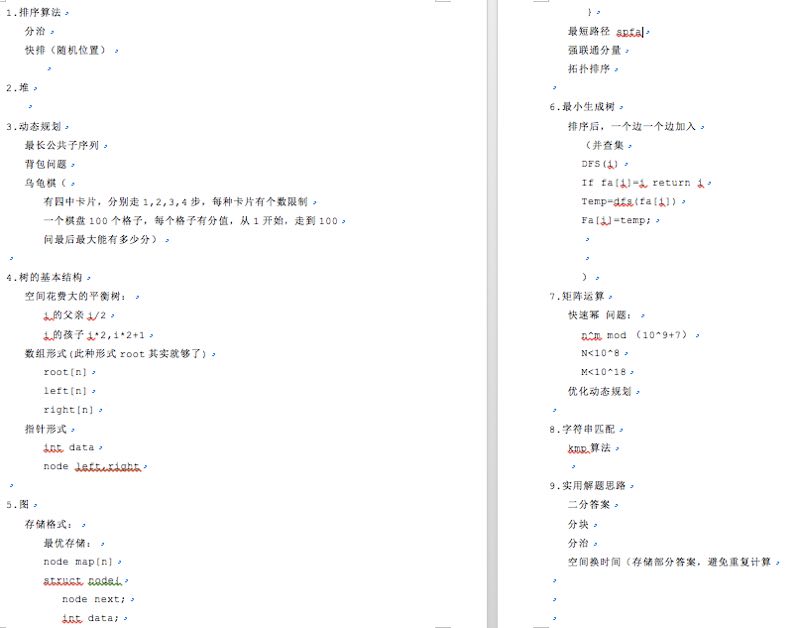 1.排序算法
分治
快排（随机位置）
2.堆
3.动态规划
最长公共子序列
背包问题
乌龟棋（
有四中卡片，分别走 1,2,3,4 步，每种卡片有个数限制
一个棋盘 100 个格子，每个格子有分值，从 1 开始，走到 100
问最后最大能有多少分）
4.树的基本结构
空间花费大的平衡树：
i 的父亲 i/2
i 的孩子 i*2,i*2+1
数组形式(此种形式 root 其实就够了)
root[n]
left[n]
right[n]
指针形式
int data
node left,right
5.图
存储格式：
最优存储：
node map[n]
struct node{
node next;
int data;
}
最短路径 spfa
强联通分量
拓扑排序
6.最小生成树
排序后，一个边一个边加入
（并查集
DFS(i)
If fa[i]=i return i
Temp=dfs(fa[i])
Fa[i]=temp;
）
7.矩阵运算
快速幂 问题：
n^m mod （10^9+7）
N<10^8
M<10^18
优化动态规划
8.字符串匹配
kmp 算法
9.实用解题思路
二分答案
分块
分治
空间换时间（存储部分答案，避免重复计算